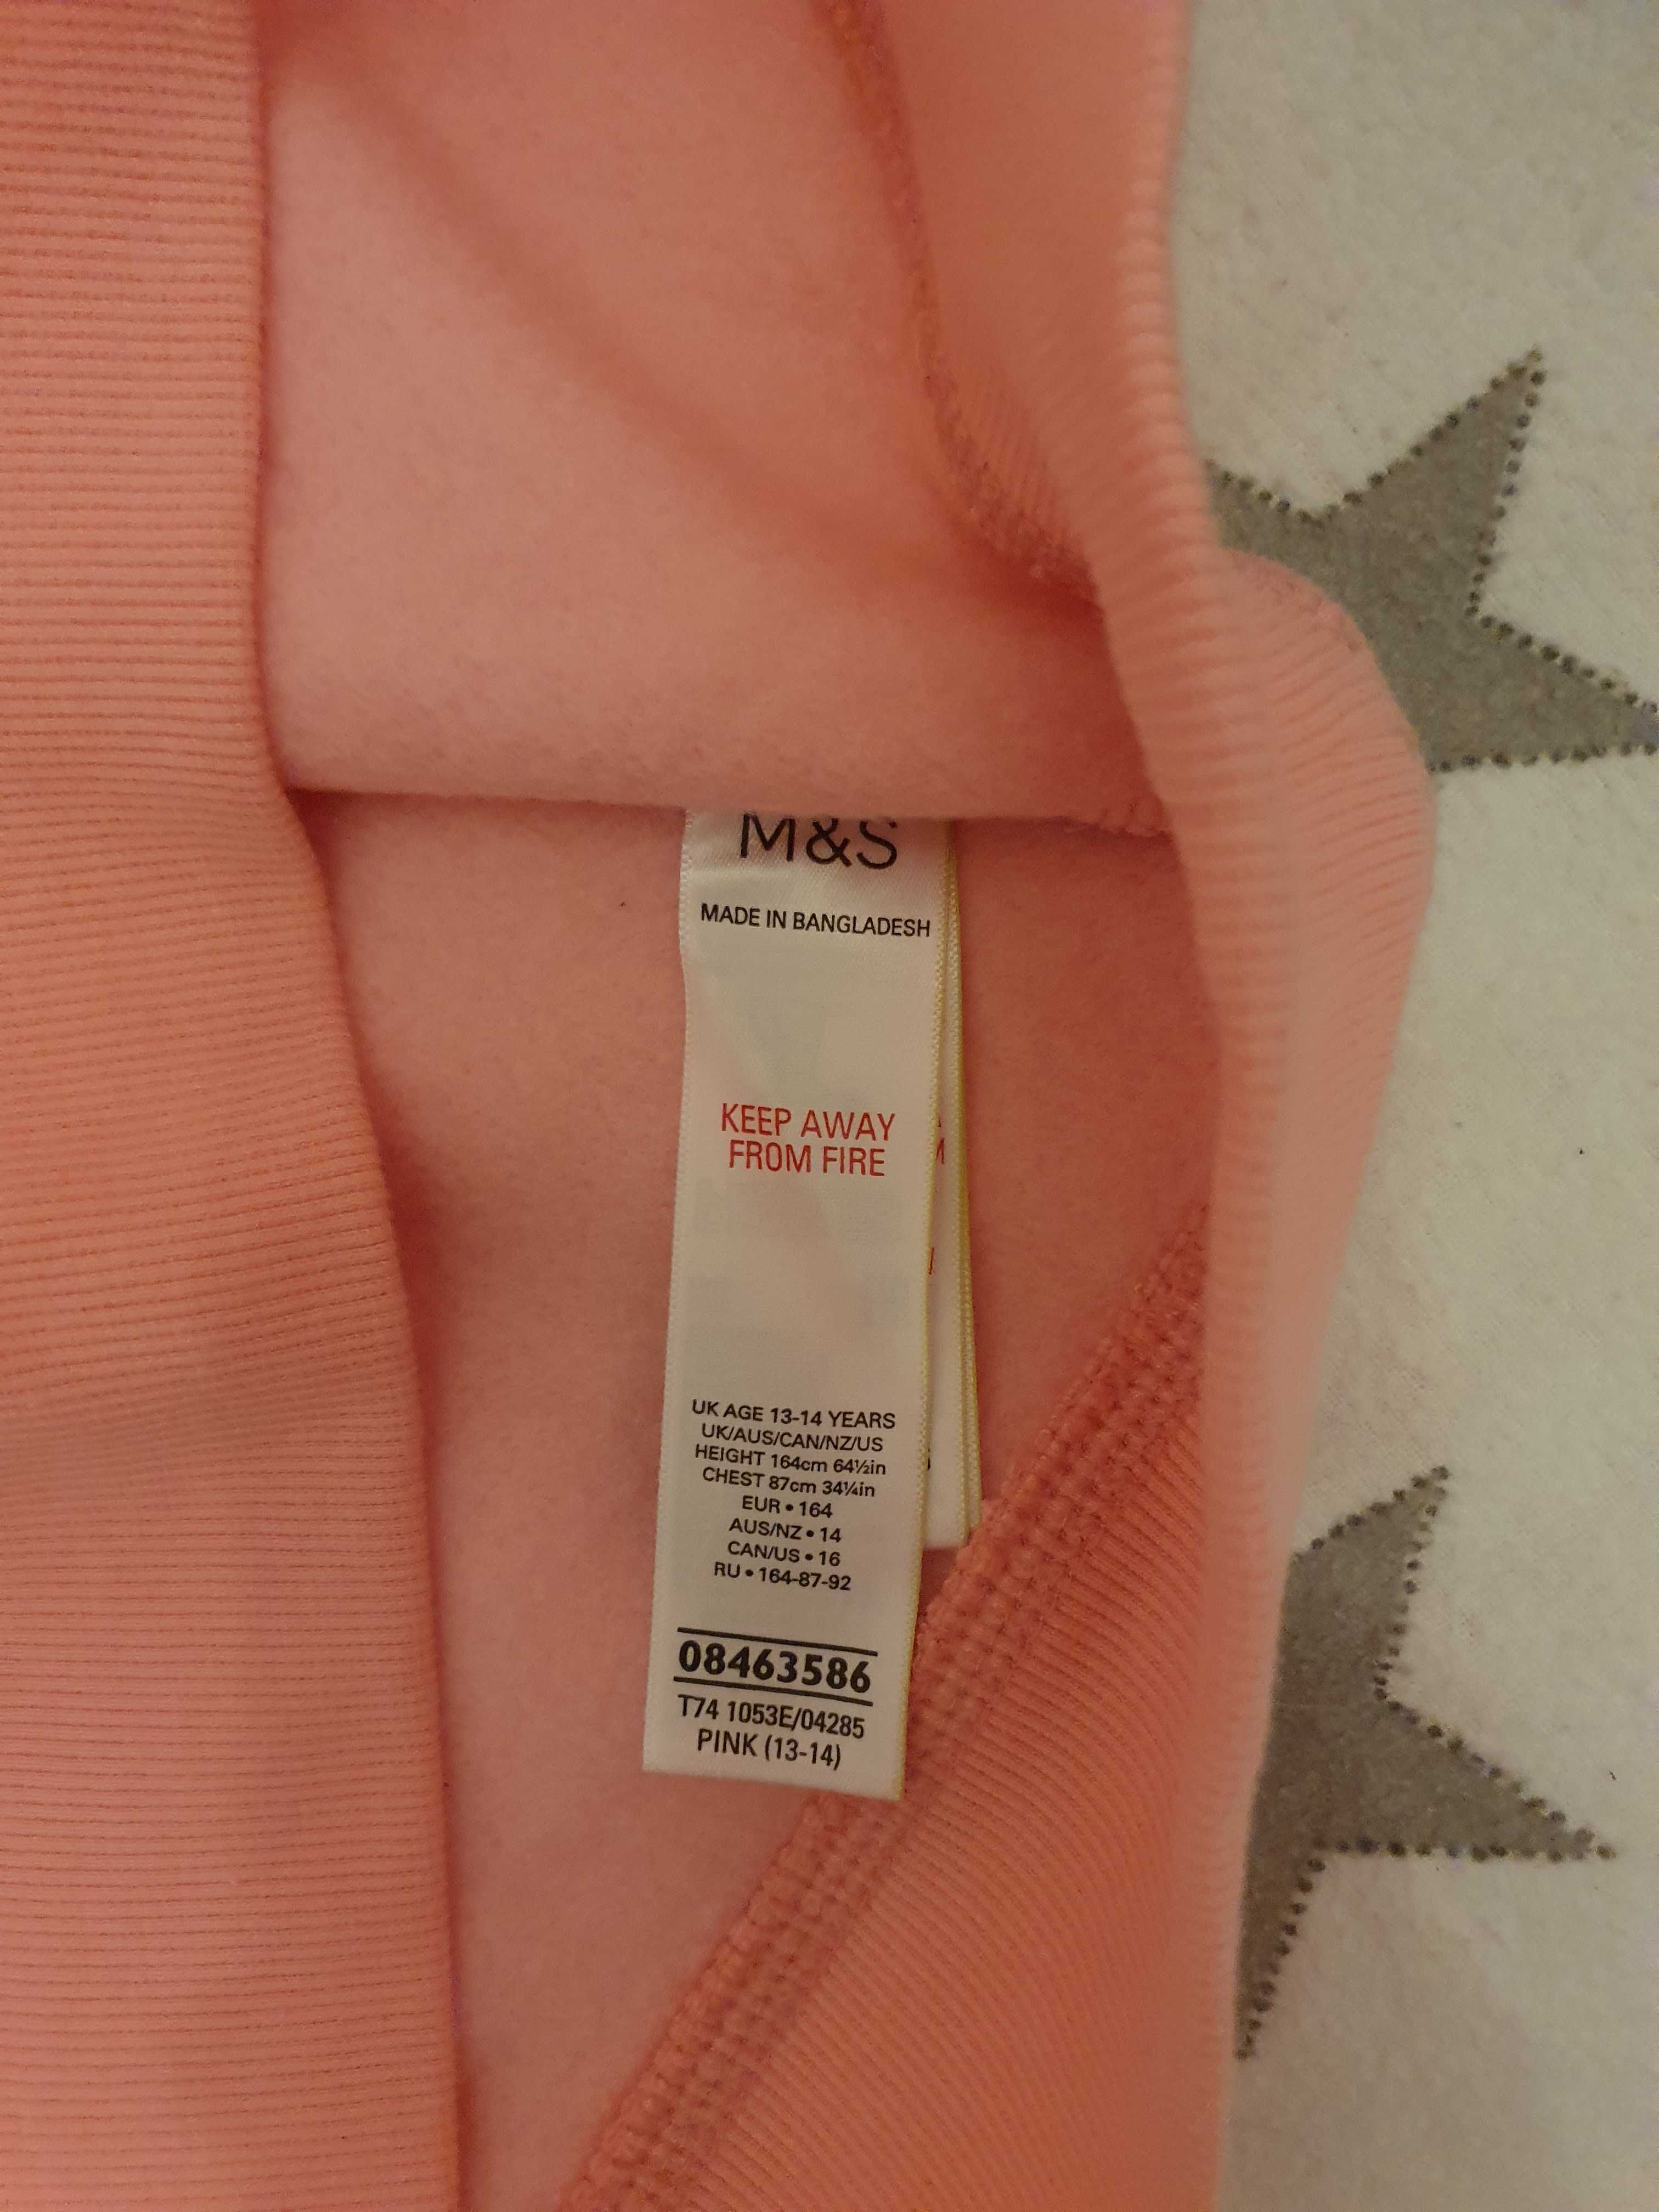 M&S
MADE IN BANGLADESH
KEEP AWAY
FROM FIRE
UK AGE 13-14 YEARS
UK/AUS/CAN/NZ/US
HEIGHT 164cm 64½in
CHEST 87cm 34¼in
EUR • 164
AUS/NZ • 14
CAN/US • 16
RU • 164-87-92
08463586
T74 1053E/04285
PINK (13-14)